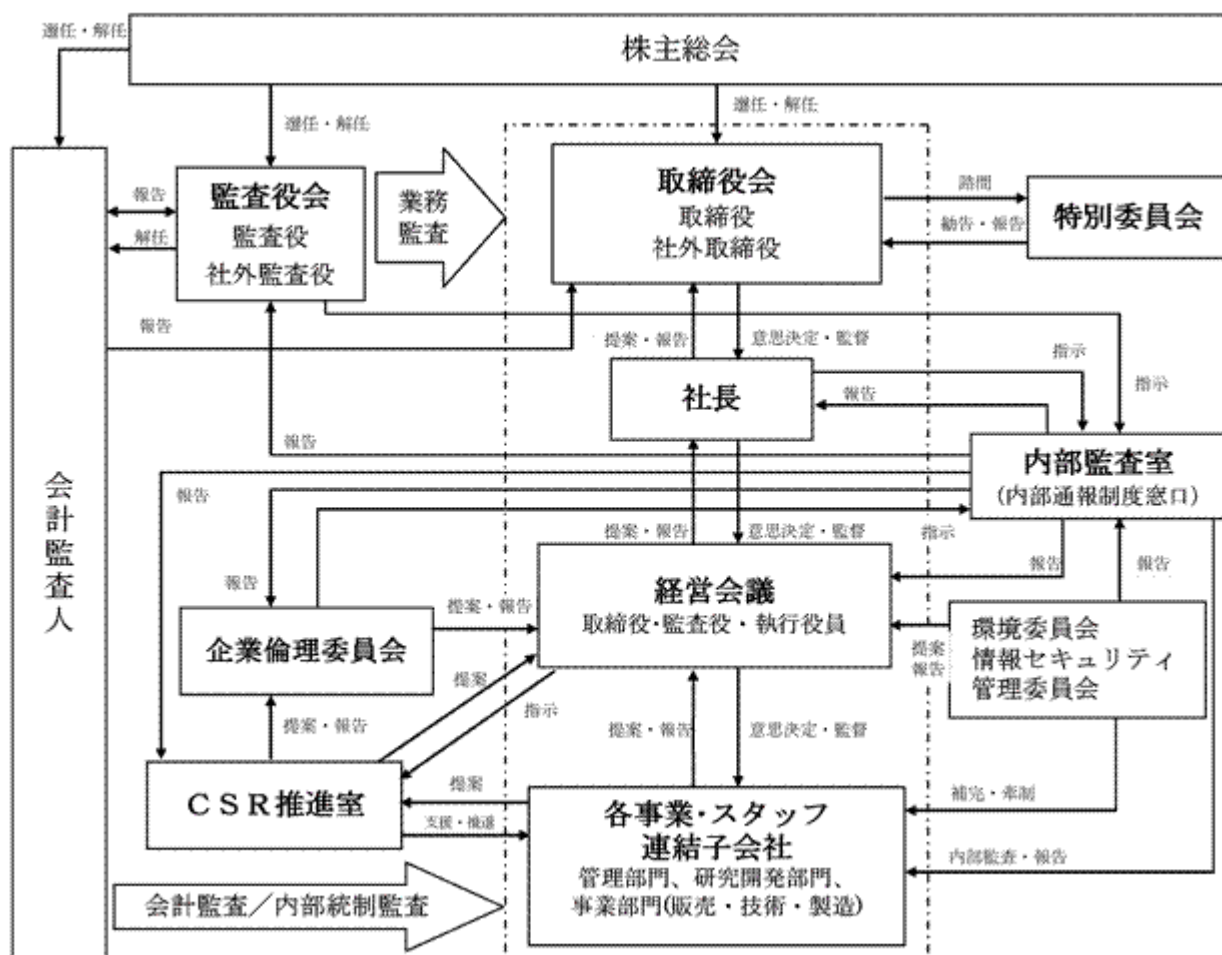 選任・解任
株主総会
選任・解任
選任・解任
監査役会
監査役
社外監査役
業務
監査
取締役会
取締役
社外取締役
諮問
勧告・報告
特別委員会
報告
解任
報告
提案・報告
意思決定・監督
指示
指示
社長
報告
報告
内部監査室
(内部通報制度窓口)
会計監査人
報告
提案・報告
意思決定・監督
指示
報告
報告
報告
経営会議
取締役・監査役・執行役員
提案・報告
企業倫理委員会
環境委員会
情報セキュリティ
管理委員会
提案
報告
提案
指示
提案・報告
提案・報告
意思決定・監督
CSR推進室
提案
支援・推進
各事業・スタッフ
連結子会社
管理部門、研究開発部門、
事業部門(販売・技術・製造)
補完・牽制
内部監査・報告
会計監査／内部統制監査